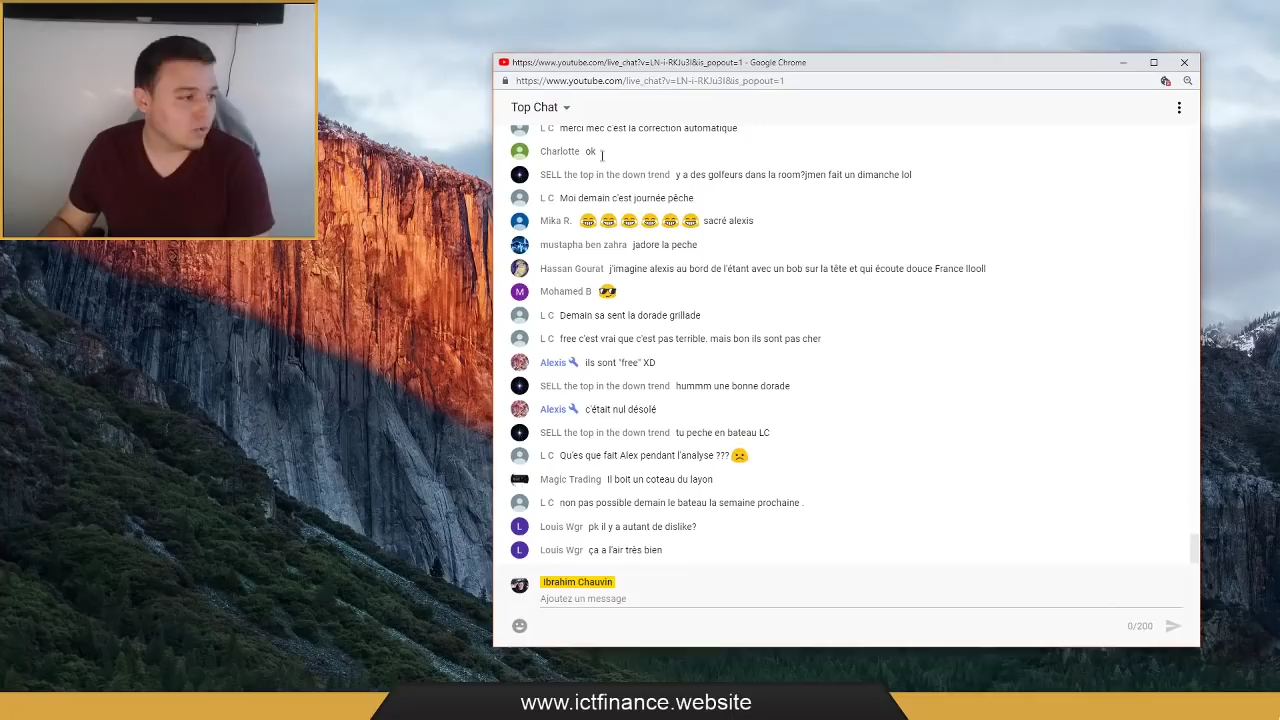 https://www.youtube.com/live_chat?v=LN-i-RKJu3I&is_popout=1 - Google Chrome
https://www.youtube.com/live_chat?v=LN-i-RKJu3I&is_popout=1
Top Chat
L C merci mec c'est la correction automatique
Charlotte ok
SELL the top in the down trend y a des golfeurs dans la room?jmen fait un dimanche lol
L C Moi demain c'est journée pêche
Mika R. 😂😂😂😂😂😂 sacré alexis
mustapha ben zahra jadore la peche
Hassan Gourat j'imagine alexis au bord de l'étant avec un bob sur la tête et qui écoute douce France llooll
M Mohamed B 😎
L C Demain sa sent la dorade grillade
L C free c'est vrai que c'est pas terrible, mais bon ils sont pas cher
Alexis ils sont "free" XD
SELL the top in the down trend hummm une bonne dorade
Alexis c'était nul désolé
SELL the top in the down trend tu peche en bateau LC
L C Qu'es que fait Alex pendant l'analyse ??? ☹️
Magic Trading Il boit un coteau du layon
L C non pas possible demain le bateau la semaine prochaine .
L Louis Wgr pk il y a autant de dislike?
L Louis Wgr ça a l'air très bien
Ibrahim Chauvin
Ajoutez un message
0/200
www.ictfinance.website